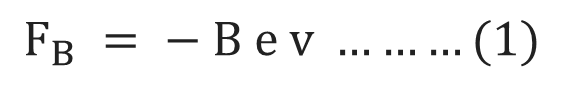 F_B = − B e v ... ... ... (1)